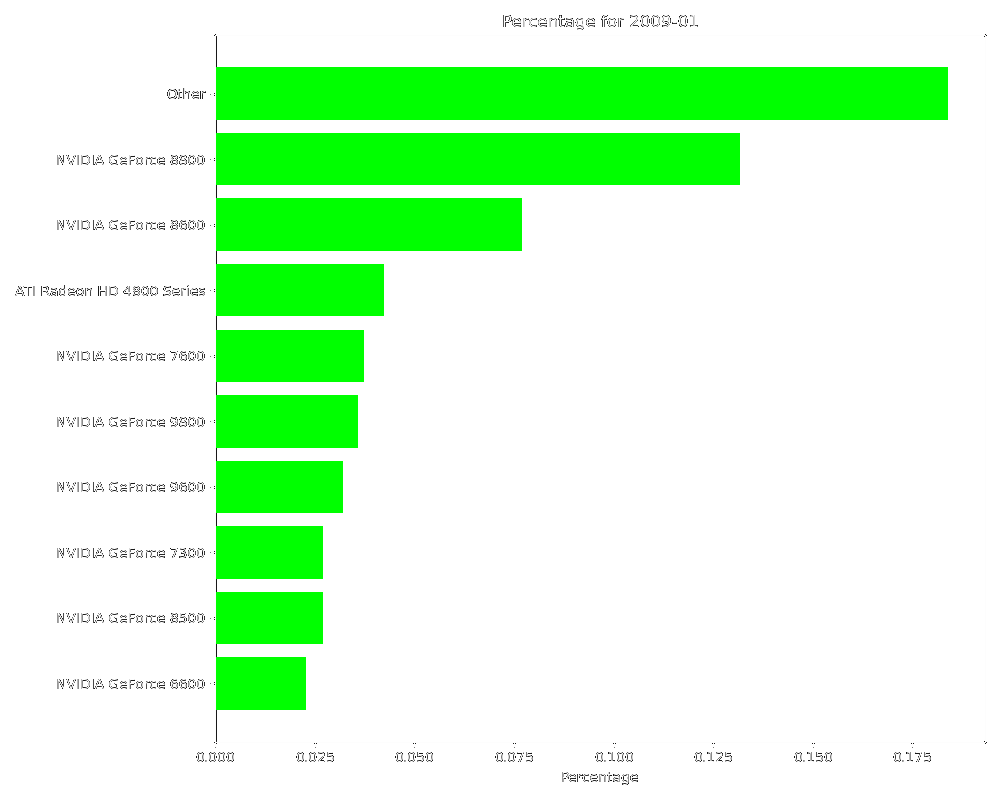 Percentage for 2009-01
Other
NVIDIA GeForce 8800
NVIDIA GeForce 8600
ATI Radeon HD 4800 Series
NVIDIA GeForce 7600
NVIDIA GeForce 9800
NVIDIA GeForce 9600
NVIDIA GeForce 7300
NVIDIA GeForce 8500
NVIDIA GeForce 6600
0.000 0.025 0.050 0.075 0.100 0.125 0.150 0.175
Percentage